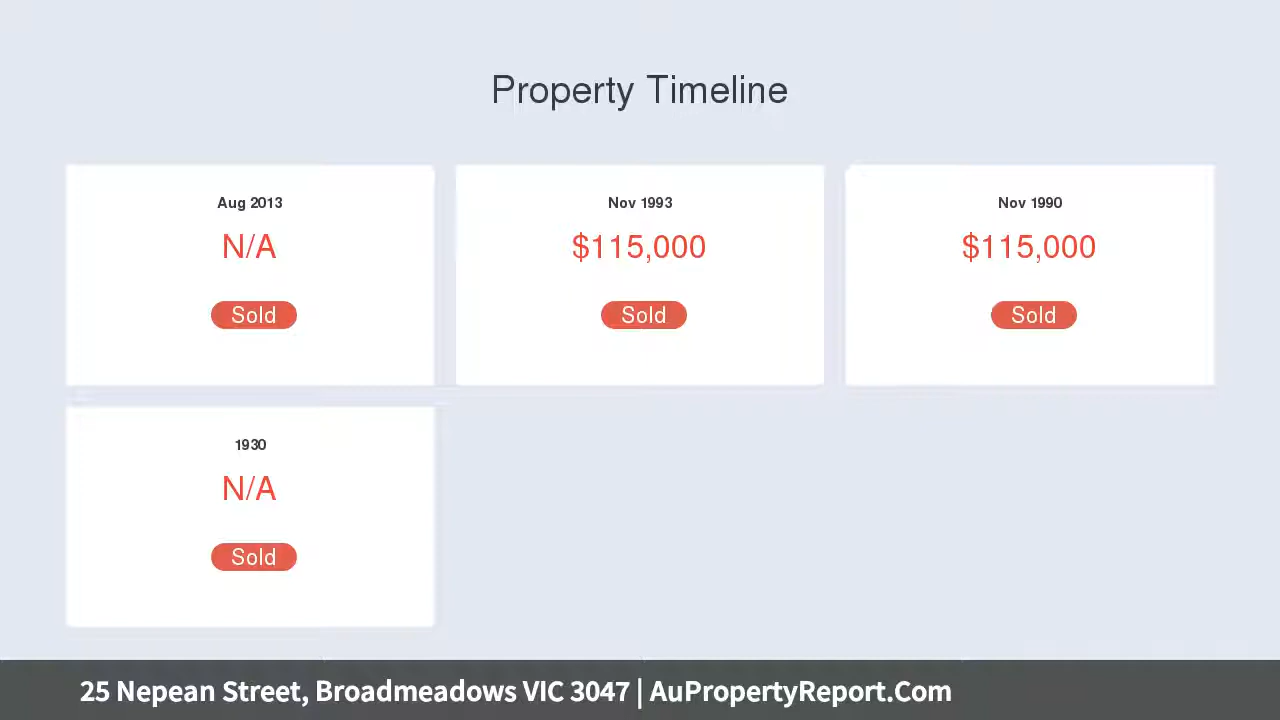 Property Timeline
Aug 2013
N/A
Sold
Nov 1993
$115,000
Sold
Nov 1990
$115,000
Sold
1930
N/A
Sold
25 Nepean Street, Broadmeadows VIC 3047 | AuPropertyReport.Com